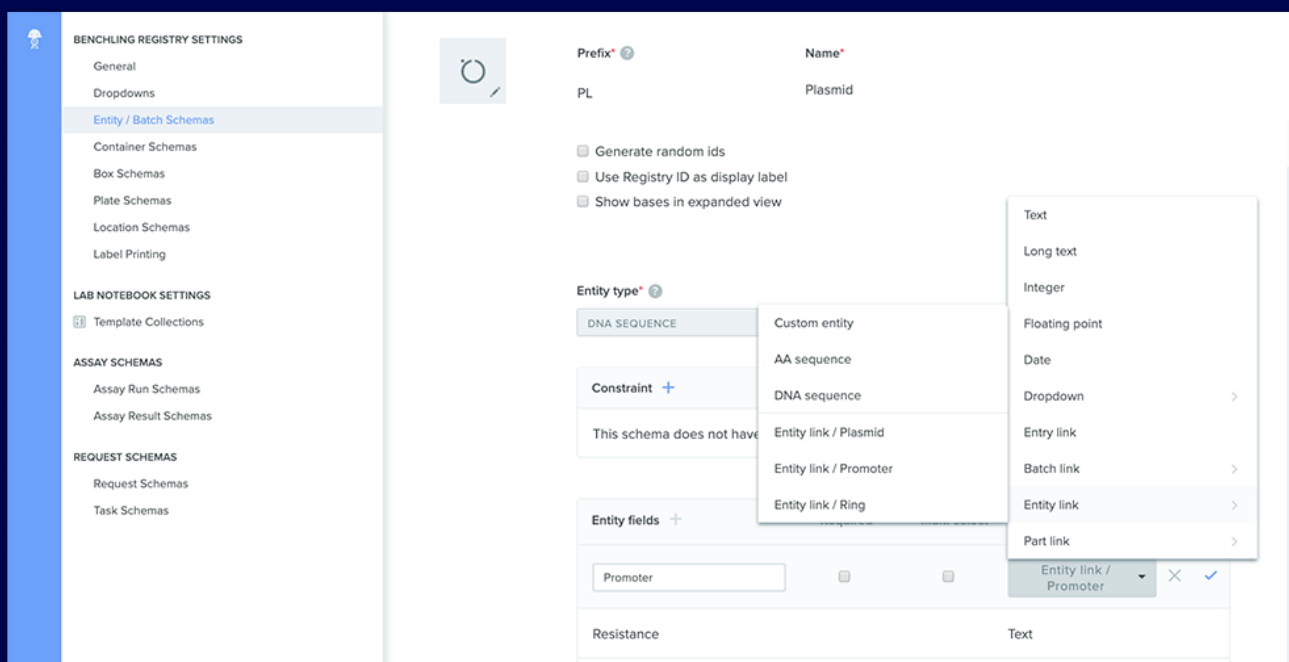 BENCHLING REGISTRY SETTINGS
General
Dropdowns
Entity / Batch Schemas
Container Schemas
Box Schemas
Plate Schemas
Location Schemas
Label Printing
LAB NOTEBOOK SETTINGS
Template Collections
ASSAY SCHEMAS
Assay Run Schemas
Assay Result Schemas
REQUEST SCHEMAS
Request Schemas
Task Schemas
Prefix* ?
Name*
PL
Plasmid
Generate random ids
Use Registry ID as display label
Show bases in expanded view
Entity type* ?
DNA SEQUENCE
Constraint +
This schema does not have
Entity fields +
Promoter
Entity link /
Promoter
Resistance
Text
Custom entity
AA sequence
DNA sequence
Entity link / Plasmid
Entity link / Promoter
Entity link / Ring
Text
Long text
Integer
Floating point
Date
Dropdown
Entry link
Batch link
Entity link
Part link